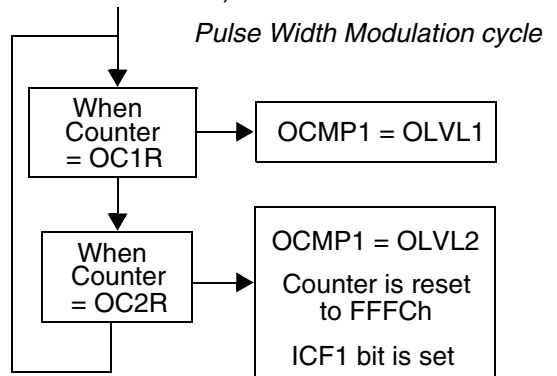 Pulse Width Modulation cycle
When
Counter
= OC1R
OCMP1 = OLVL1
When
Counter
= OC2R
OCMP1 = OLVL2
Counter is reset
to FFFCh
ICF1 bit is set